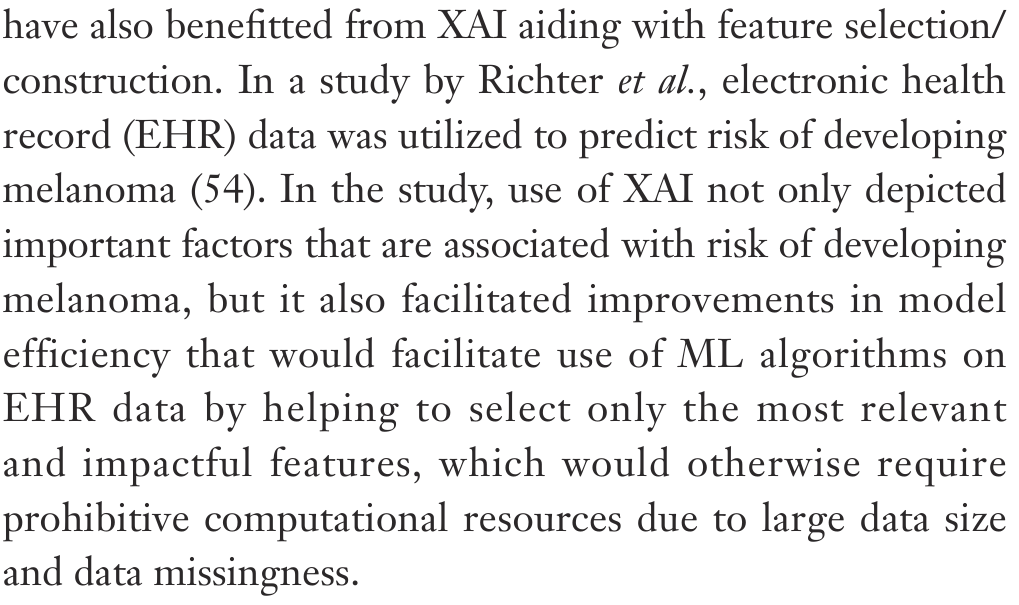 have also benefitted from XAI aiding with feature selection/
construction. In a study by Richter et al., electronic health
record (EHR) data was utilized to predict risk of developing
melanoma (54). In the study, use of XAI not only depicted
important factors that are associated with risk of developing
melanoma, but it also facilitated improvements in model
efficiency that would facilitate use of ML algorithms on
EHR data by helping to select only the most relevant
and impactful features, which would otherwise require
prohibitive computational resources due to large data size
and data missingness.